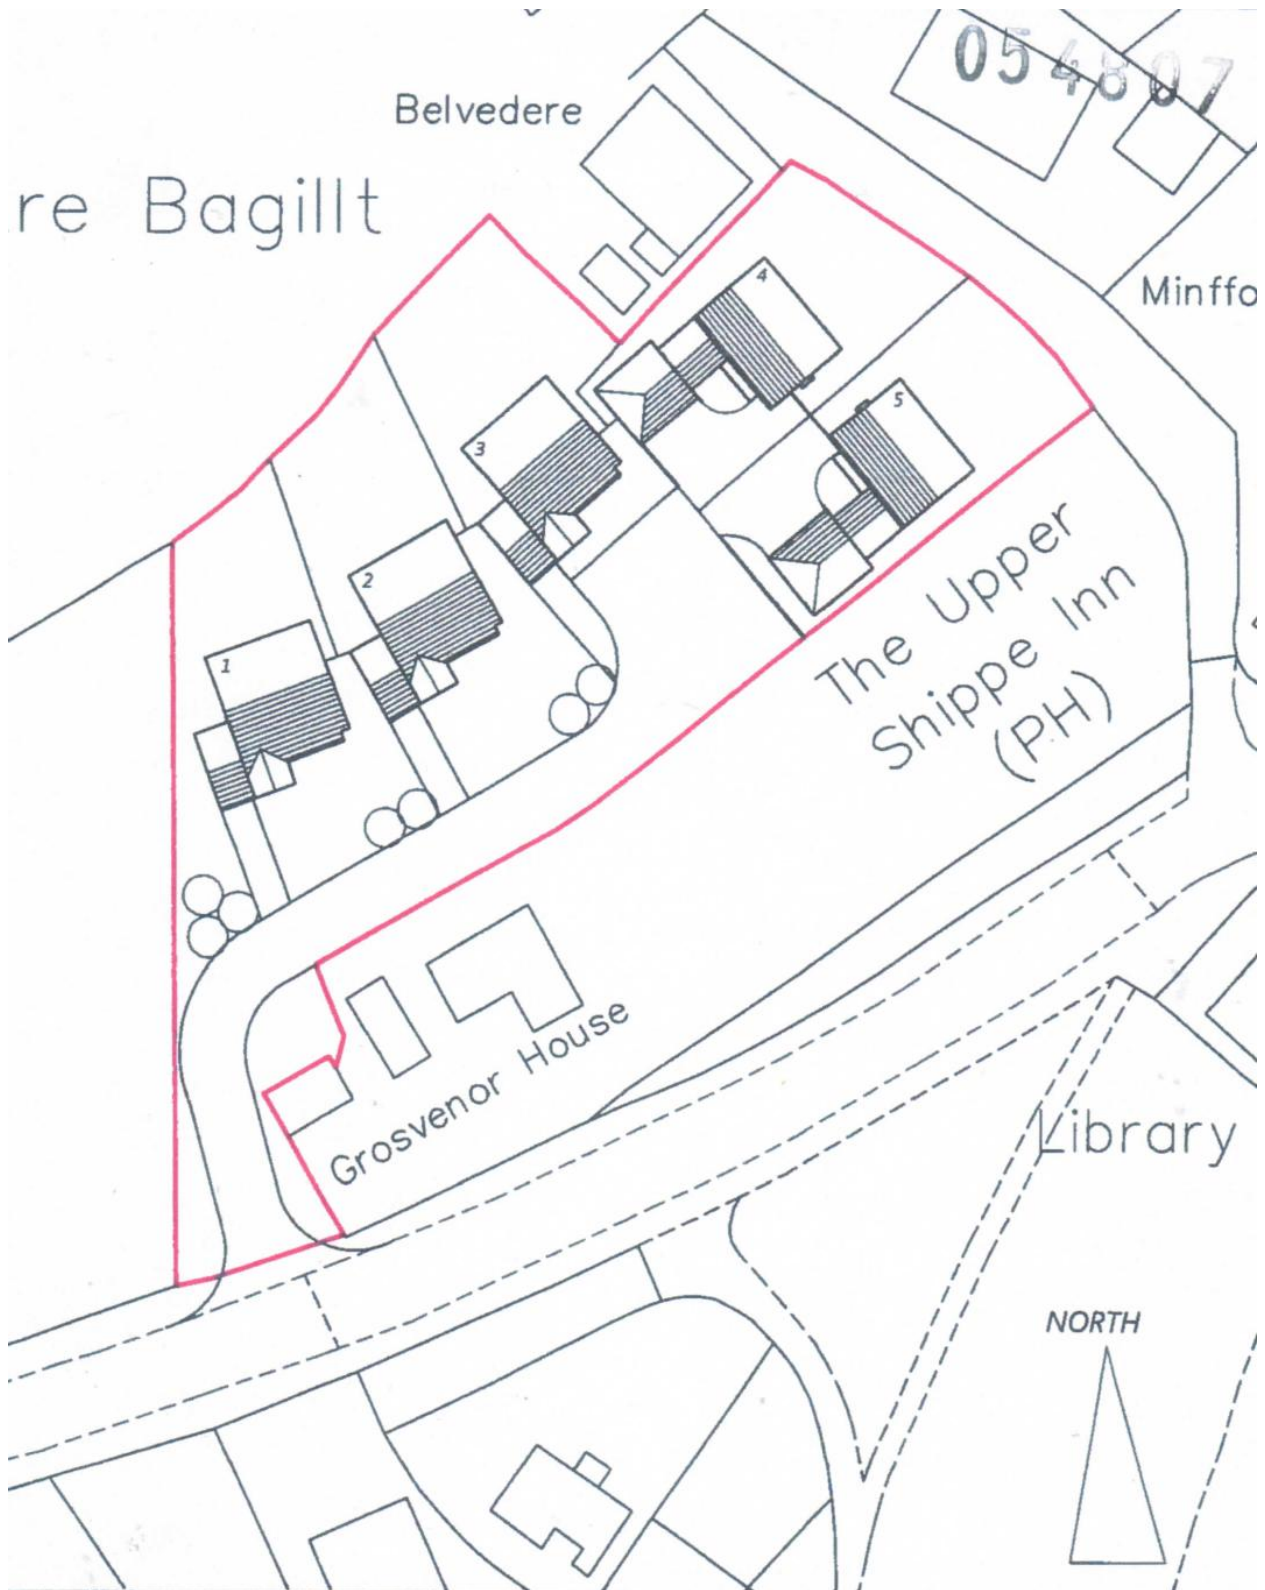 054807
Belvedere
re Bagillt
Minffo
4
5
3
2
1
The Upper
Shippe Inn
(PH)
Grosvenor House
Library
NORTH